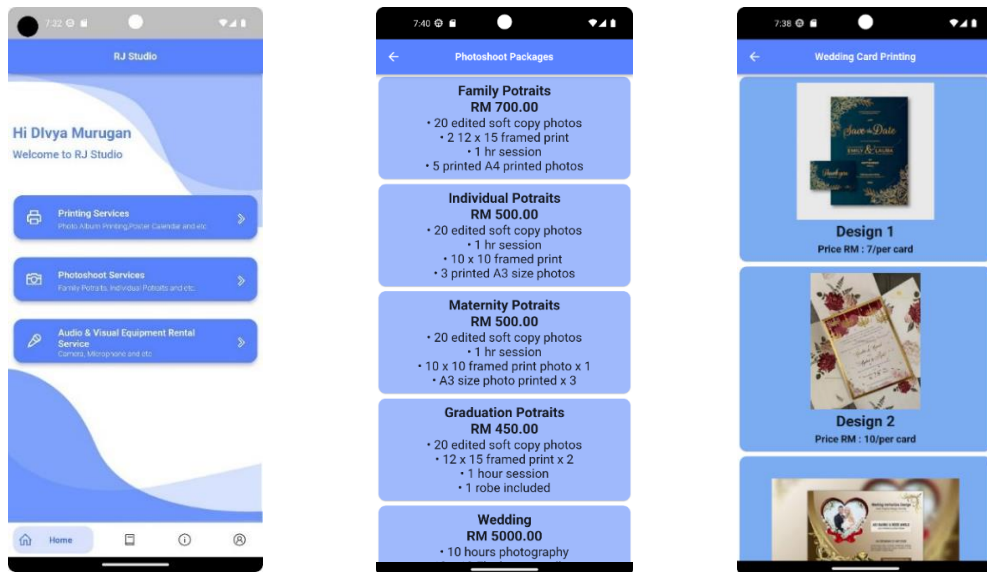 7:22
RJ Studio
Hi DIvya Murugan
Welcome to RJ Studio
Printing Services
Photo Album Printing,Poster Calendar and etc
Photoshoot Services
Family Potraits, Individual Potraits and etc.
Audio & Visual Equipment Rental
Service
Camera, Microphone and etc
Home
7:40
Photoshoot Packages
Family Potraits
RM 700.00
• 20 edited soft copy photos
• 2 12 x 15 framed print
• 1 hr session
• 5 printed A4 printed photos
Individual Potraits
RM 500.00
• 20 edited soft copy photos
• 1 hr session
• 10 x 10 framed print
• 3 printed A3 size photos
Maternity Potraits
RM 500.00
• 20 edited soft copy photos
• 1 hr session
• 10 x 10 framed print photo x 1
• A3 size photo printed x 3
Graduation Potraits
RM 450.00
• 20 edited soft copy photos
• 12 x 15 framed print x 2
• 1 hour session
• 1 robe included
Wedding
RM 5000.00
• 10 hours photography
7:38
Wedding Card Printing
Save the Date
EMILY & LAURA
Thank you
Design 1
Price RM : 7/per card
Design 2
Price RM : 10/per card